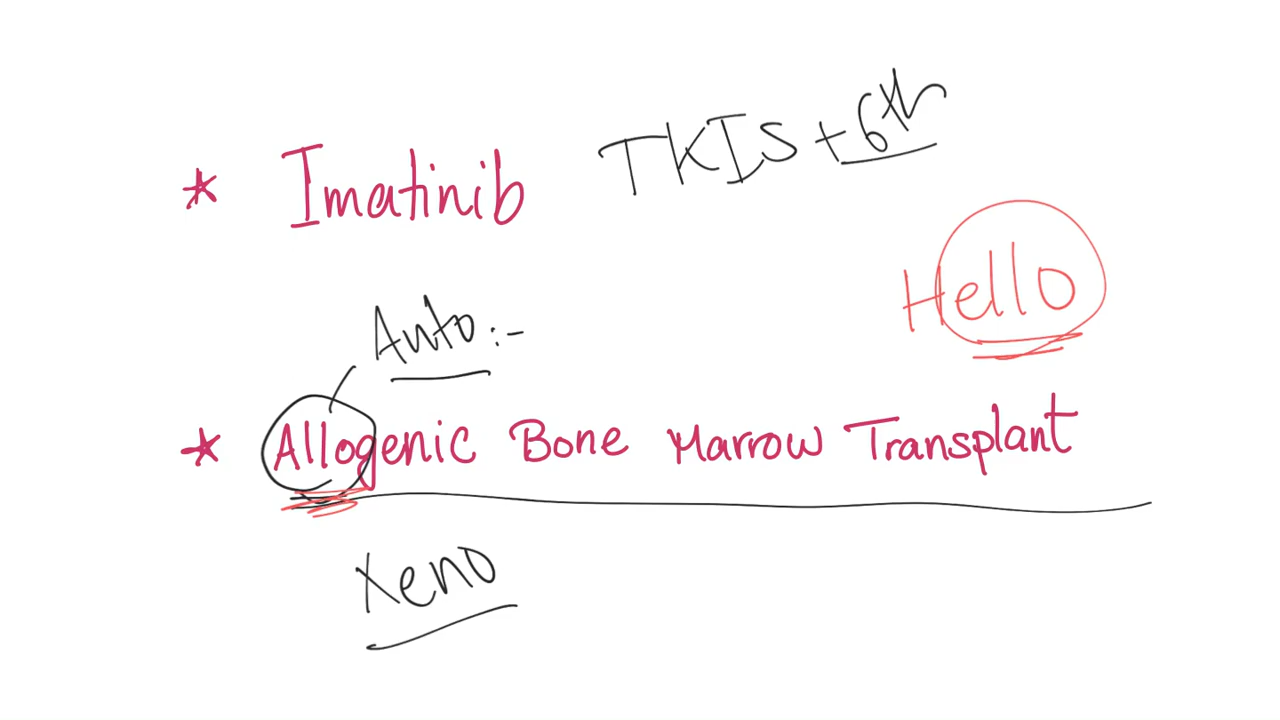 TKIS + 6th
* Imatinib
Hello
Auto :-
* Allogenic Bone Marrow Transplant
Xeno